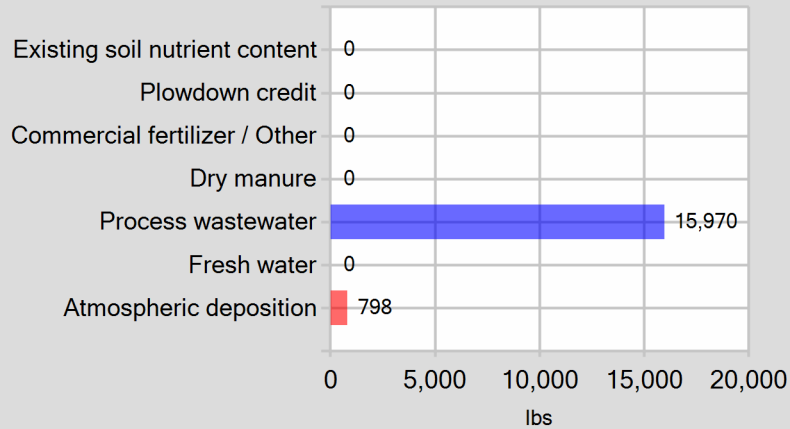 Existing soil nutrient content 0
Plowdown credit 0
Commercial fertilizer / Other 0
Dry manure 0
Process wastewater 15,970
Fresh water 0
Atmospheric deposition 798
0 5,000 10,000 15,000 20,000
lbs